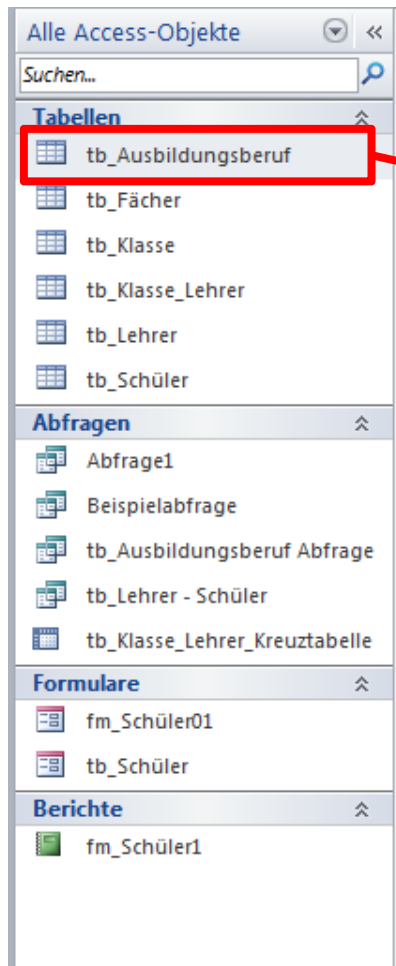 Alle Access-Objekte
Suchen...
Tabellen
tb_Ausbildungsberuf
tb_Fächer
tb_Klasse
tb_Klasse_Lehrer
tb_Lehrer
tb_Schüler
Abfragen
Abfrage1
Beispielabfrage
tb_Ausbildungsberuf Abfrage
tb_Lehrer - Schüler
tb_Klasse_Lehrer_Kreuztabelle
Formulare
fm_Schüler01
tb_Schüler
Berichte
fm_Schüler1